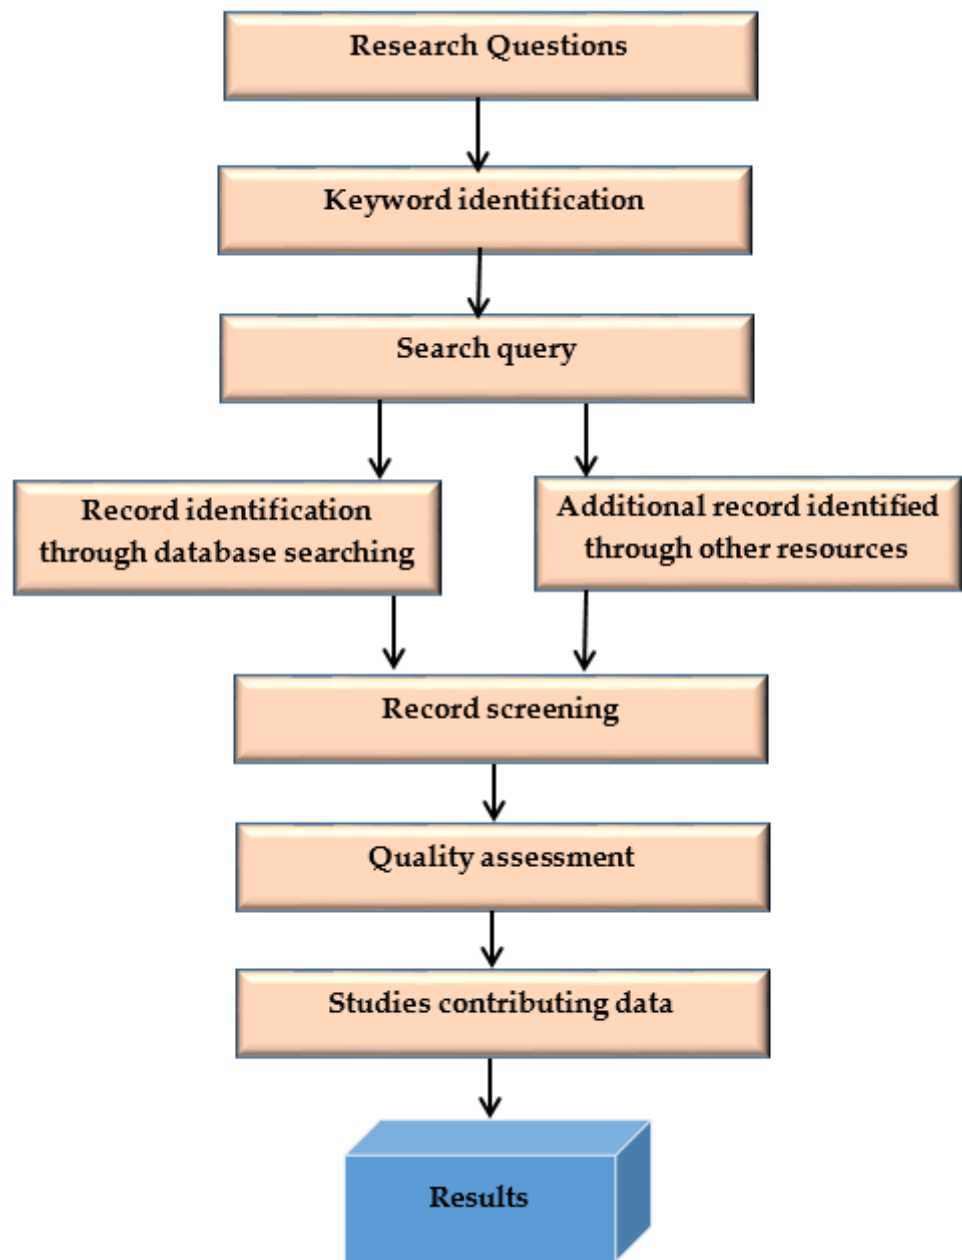 Research Questions
Keyword identification
Search query
Record identification
through database searching
Additional record identified
through other resources
Record screening
Quality assessment
Studies contributing data
Results